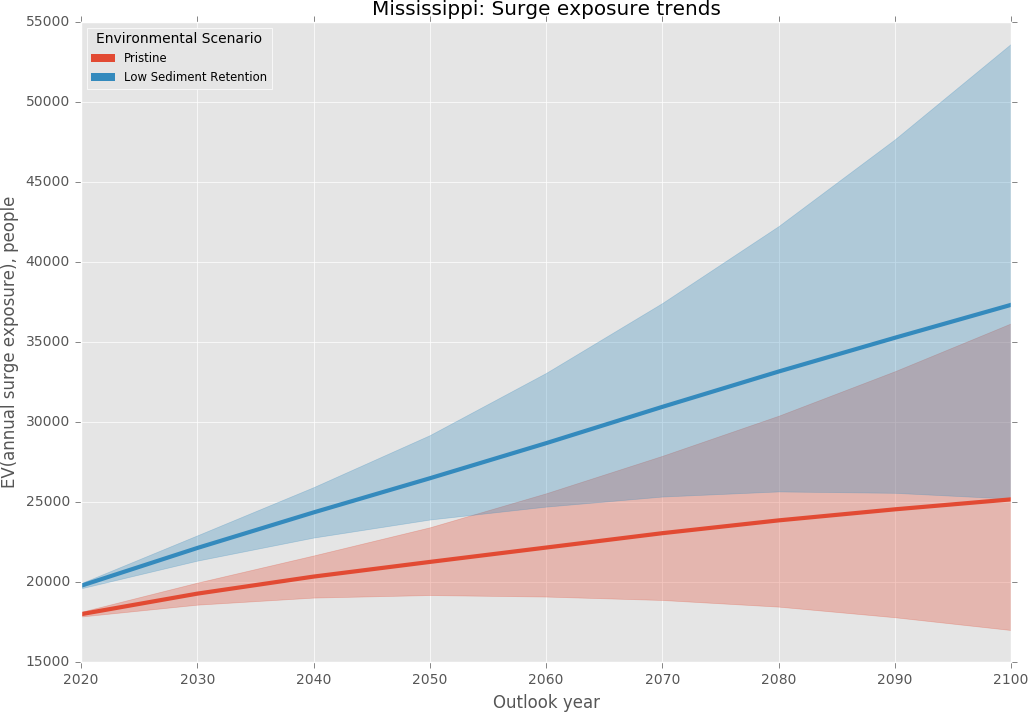 Mississippi: Surge exposure trends
55000
50000
45000
40000
35000
30000
25000
20000
15000
EV(annual surge exposure), people
Environmental Scenario
Pristine
Low Sediment Retention
2020 2030 2040 2050 2060 2070 2080 2090 2100
Outlook year